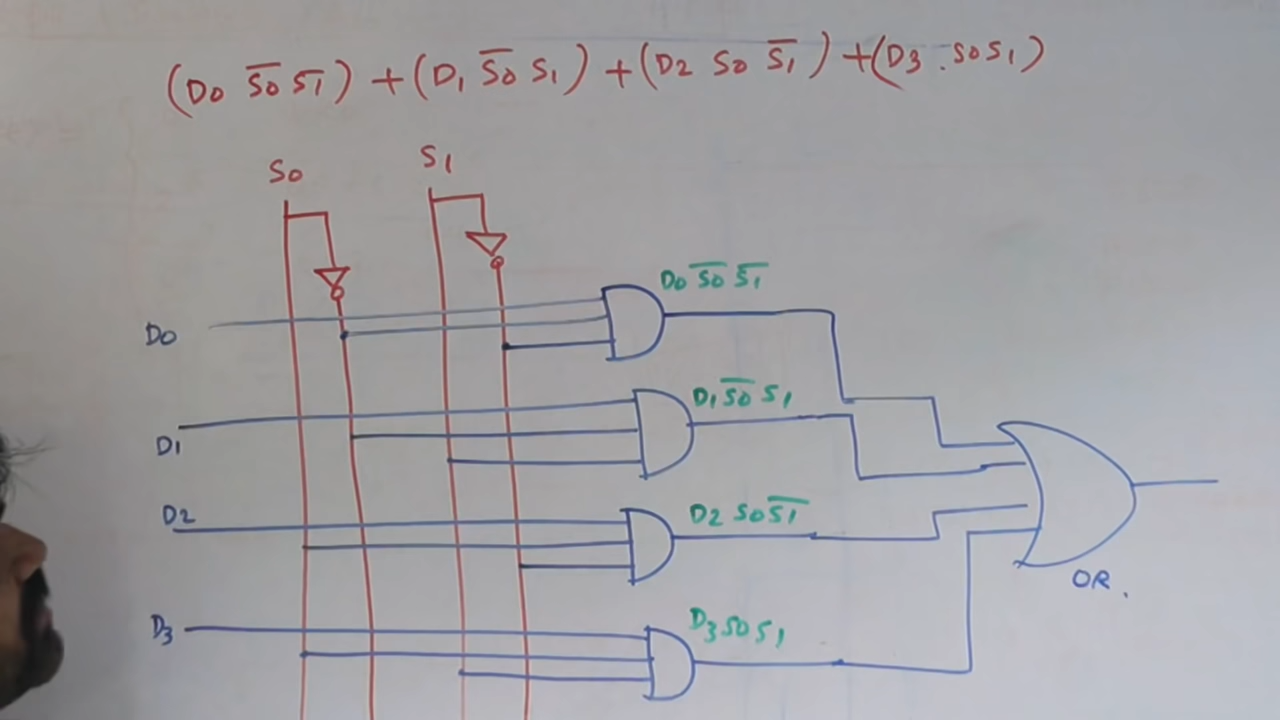 (D0 S̅0̅ S̅1̅) + (D1 S̅0̅ S1) + (D2 S0 S̅1̅) + (D3 . S0 S1)
S0 S1
D0 S̅0̅ S̅1̅
D0
D1 S̅0̅ S1
D1
D2 D2 S0 S̅1̅
OR.
D3 D3 S0 S1